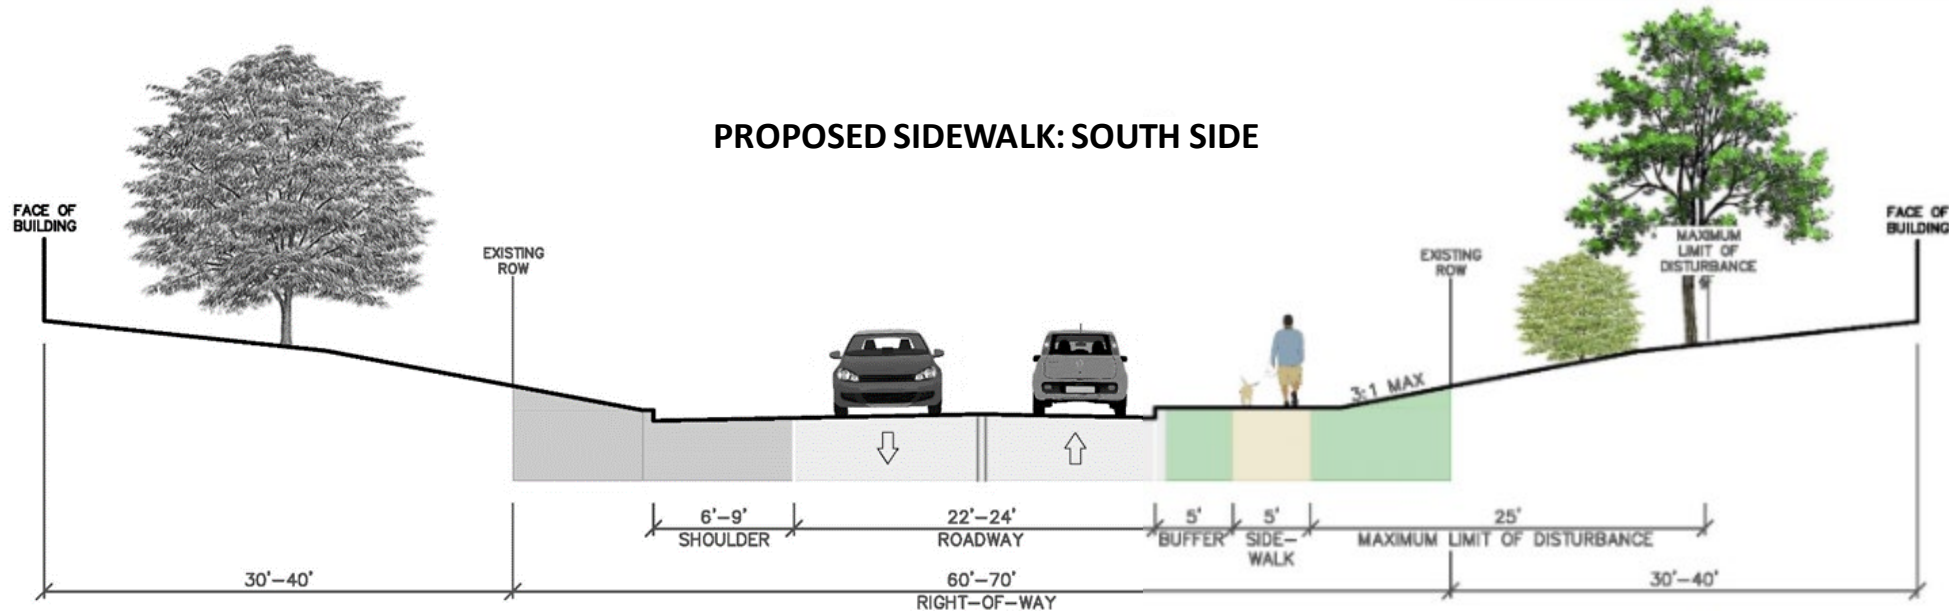 PROPOSED SIDEWALK: SOUTH SIDE
FACE OF
BUILDING
EXISTING
ROW
EXISTING
ROW
MAXIMUM
LIMIT OF
DISTURBANCE
FACE OF
BUILDING
3:1 MAX
6'-9'
SHOULDER
22'-24'
ROADWAY
5'
BUFFER
5'
SIDE-
WALK
25'
MAXIMUM LIMIT OF DISTURBANCE
30'-40'
60'-70'
RIGHT-OF-WAY
30'-40'